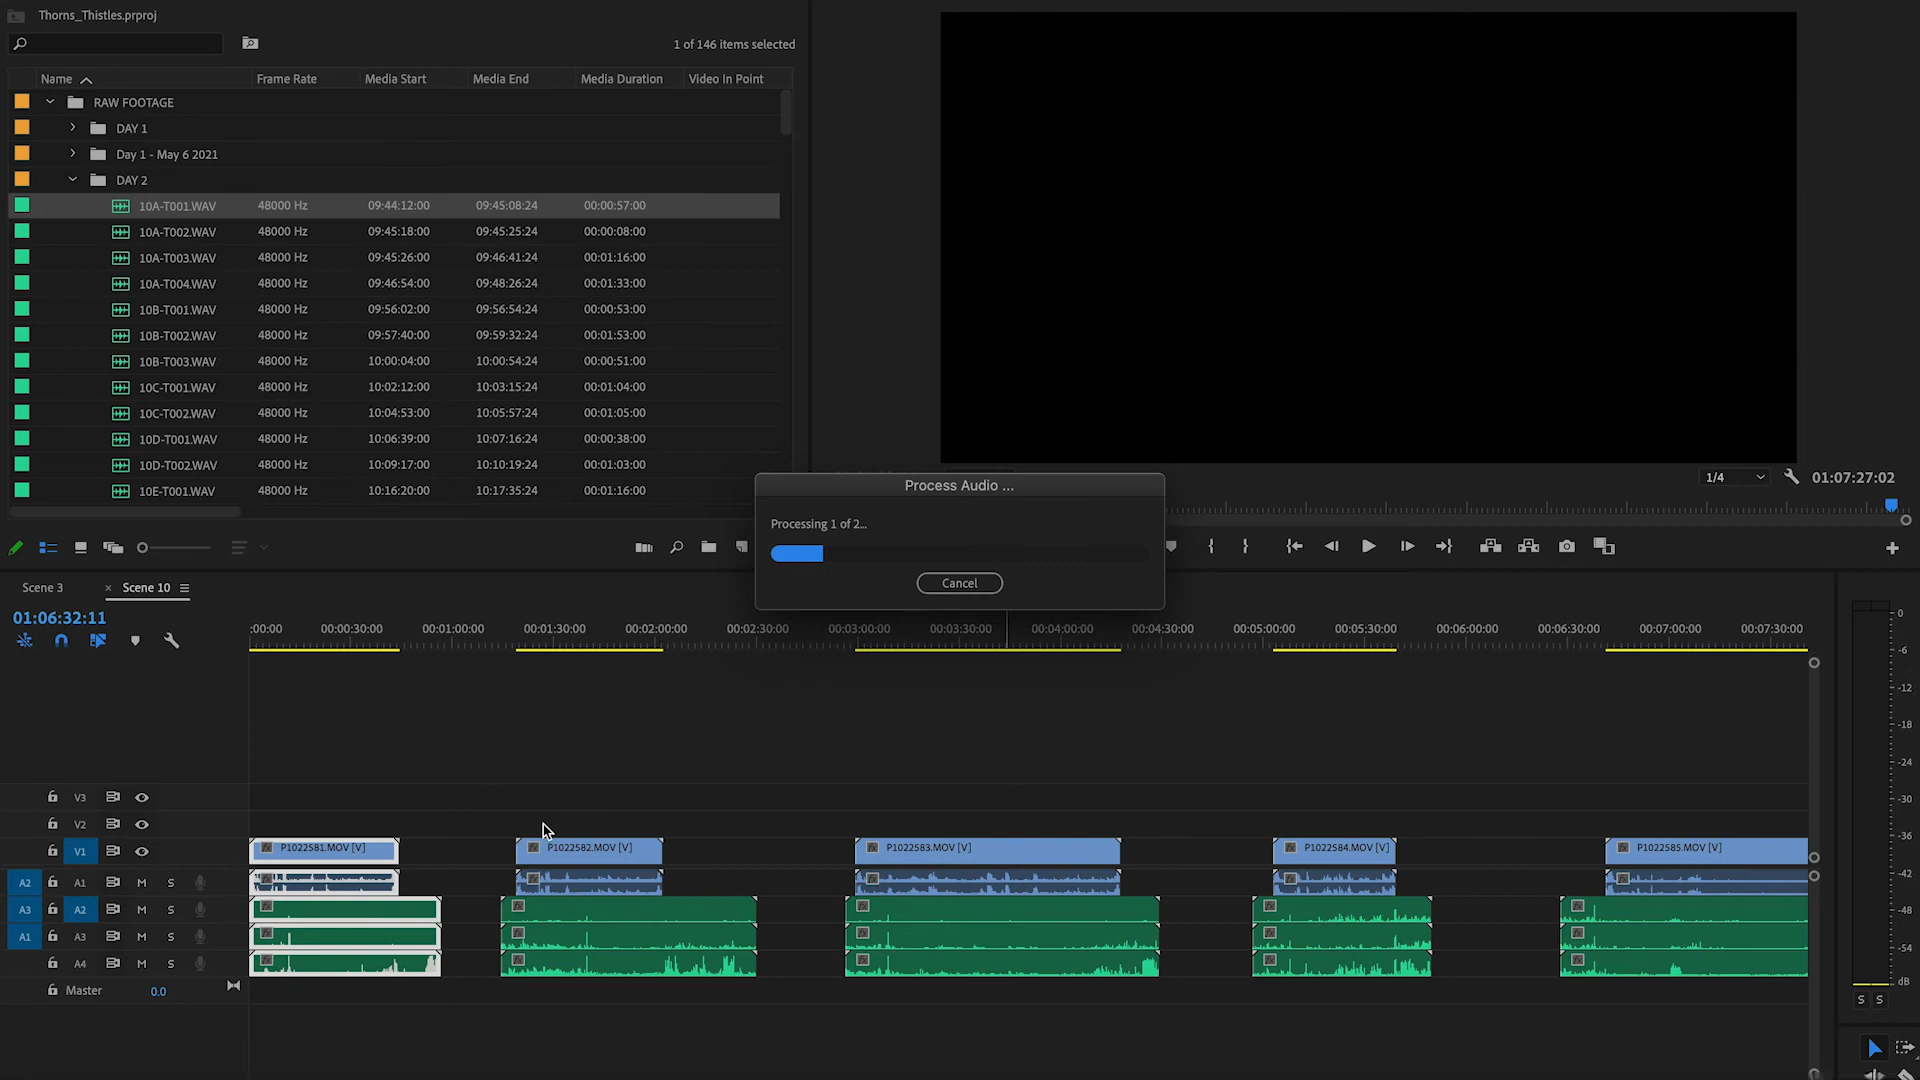 Thorns_Thistles.prproj
1 of 146 items selected
Name Frame Rate Media Start Media End Media Duration Video In Point
RAW FOOTAGE
DAY 1
Day 1 - May 6 2021
DAY 2
10A-T001.WAV 48000 Hz 09:44:12:00 09:45:08:24 00:00:57:00
10A-T002.WAV 48000 Hz 09:45:18:00 09:45:25:24 00:00:08:00
10A-T003.WAV 48000 Hz 09:45:26:00 09:46:41:24 00:01:16:00
10A-T004.WAV 48000 Hz 09:46:54:00 09:48:26:24 00:01:33:00
10B-T001.WAV 48000 Hz 09:56:02:00 09:56:54:24 00:00:53:00
10B-T002.WAV 48000 Hz 09:57:40:00 09:59:32:24 00:01:53:00
10B-T003.WAV 48000 Hz 10:00:04:00 10:00:54:24 00:00:51:00
10C-T001.WAV 48000 Hz 10:02:12:00 10:03:15:24 00:01:04:00
10C-T002.WAV 48000 Hz 10:04:53:00 10:05:57:24 00:01:05:00
10D-T001.WAV 48000 Hz 10:06:39:00 10:07:16:24 00:00:38:00
10D-T002.WAV 48000 Hz 10:09:17:00 10:10:19:24 00:01:03:00
10E-T001.WAV 48000 Hz 10:16:20:00 10:17:35:24 00:01:16:00
1/4 01:07:27:02
Process Audio ...
Processing 1 of 2...
Cancel
Scene 3 × Scene 10
01:06:32:11
:00:00 00:00:30:00 00:01:00:00 00:01:30:00 00:02:00:00 00:02:30:00 00:03:00:00 00:03:30:00 00:04:00:00 00:04:30:00 00:05:00:00 00:05:30:00 00:06:00:00 00:06:30:00 00:07:00:00 00:07:30:00
V3
V2
V1 fx P1022581.MOV [V] fx P1022582.MOV [V] fx P1022583.MOV [V] fx P1022584.MOV [V] fx P1022585.MOV [V]
A2 A1 M S
A3 A2 M S
A1 A3 M S
A4 M S
Master 0.0
0
-6
-12
-18
-24
-30
-36
-42
-48
-54
dB
S S